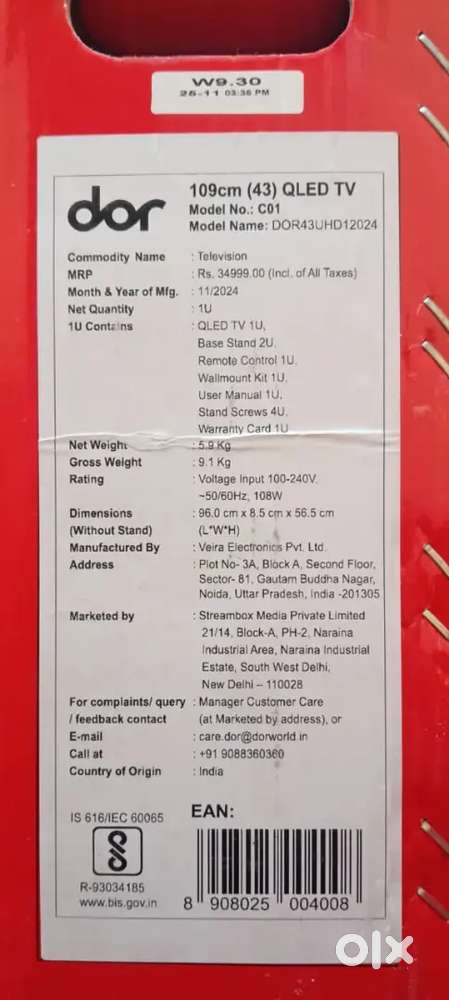 W9.30
25-11 03:36 PM
dor
109cm (43) QLED TV
Model No.: C01
Model Name: DOR43UHD12024
Commodity Name : Television
MRP : Rs. 34999.00 (Incl. of All Taxes)
Month & Year of Mfg. : 11/2024
Net Quantity : 1U
1U Contains : QLED TV 1U,
Base Stand 2U,
Remote Control 1U,
Wallmount Kit 1U,
User Manual 1U,
Stand Screws 4U,
Warranty Card 1U
Net Weight : 5.9 Kg
Gross Weight : 9.1 Kg
Rating : Voltage Input 100-240V,
~50/60Hz, 108W
Dimensions : 96.0 cm x 8.5 cm x 56.5 cm
(Without Stand) (L*W*H)
Manufactured By : Veira Electronics Pvt. Ltd.
Address : Plot No- 3A, Block A, Second Floor,
Sector- 81, Gautam Buddha Nagar,
Noida, Uttar Pradesh, India -201305
Marketed by : Streambox Media Private Limited
21/14, Block-A, PH-2, Naraina
Industrial Area, Naraina Industrial
Estate, South West Delhi,
New Delhi – 110028
For complaints/ query : Manager Customer Care
/ feedback contact (at Marketed by address), or
E-mail : care.dor@dorworld.in
Call at : +91 9088360360
Country of Origin : India
IS 616/IEC 60065
EAN:
R-93034185
www.bis.gov.in
8 908025 004008
olx